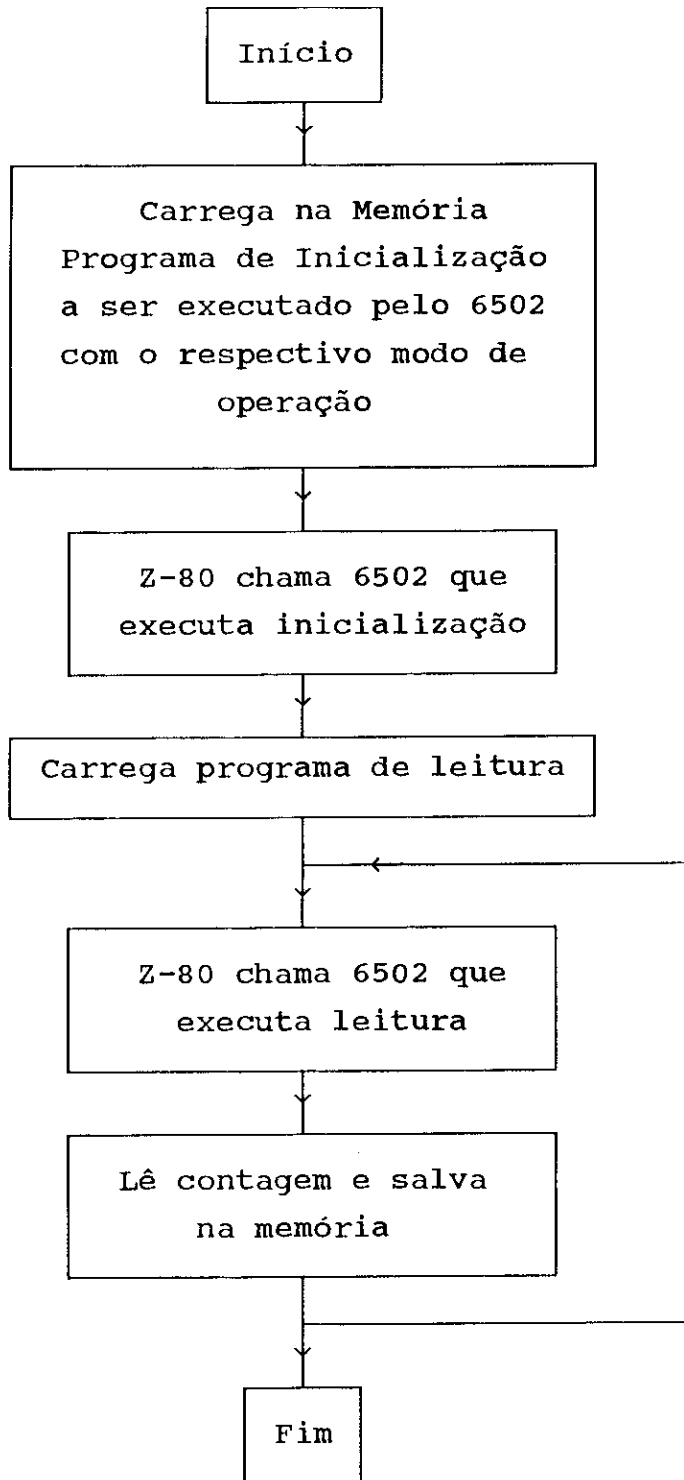 Início
Carrega na Memória
Programa de Inicialização
a ser executado pelo 6502
com o respectivo modo de
operação
Z-80 chama 6502 que
executa inicialização
Carrega programa de leitura
Z-80 chama 6502 que
executa leitura
Lê contagem e salva
na memória
Fim